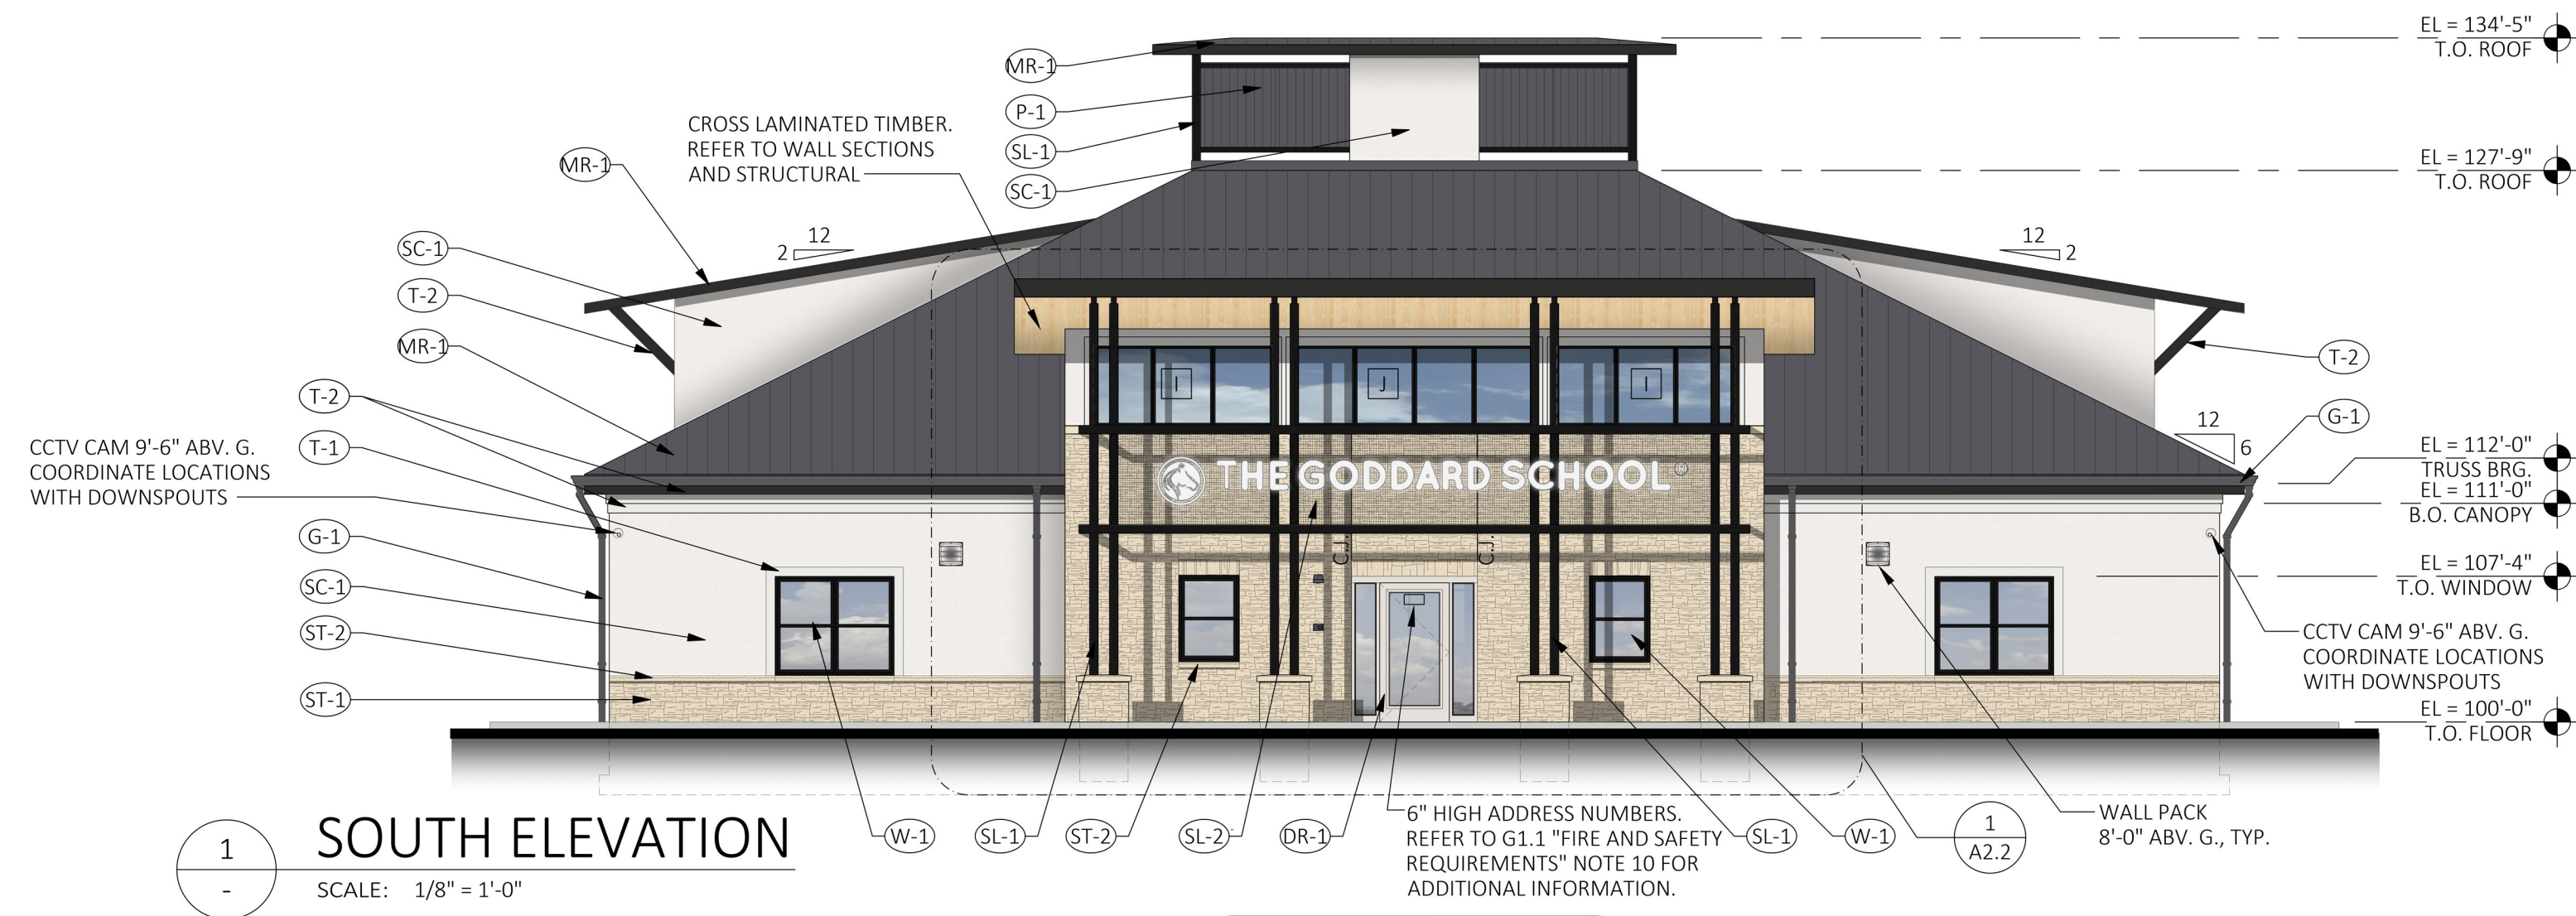 EL = 134'-5"
T.O. ROOF
MR-1
P-1
SL-1
SC-1
CROSS LAMINATED TIMBER.
REFER TO WALL SECTIONS
AND STRUCTURAL
EL = 127'-9"
T.O. ROOF
MR-1
SC-1
T-2
MR-1
T-2
T-1
12
2
12
2
T-2
G-1
12
6
I
J
I
CCTV CAM 9'-6" ABV. G.
COORDINATE LOCATIONS
WITH DOWNSPOUTS
THE GODDARD SCHOOL®
EL = 112'-0"
TRUSS BRG.
EL = 111'-0"
B.O. CANOPY
G-1
SC-1
ST-2
ST-1
C.J.
C.J.
EL = 107'-4"
T.O. WINDOW
CCTV CAM 9'-6" ABV. G.
COORDINATE LOCATIONS
WITH DOWNSPOUTS
EL = 100'-0"
T.O. FLOOR
1
-
SOUTH ELEVATION
SCALE: 1/8" = 1'-0"
W-1
SL-1
ST-2
SL-2
DR-1
6" HIGH ADDRESS NUMBERS.
REFER TO G1.1 "FIRE AND SAFETY
REQUIREMENTS" NOTE 10 FOR
ADDITIONAL INFORMATION.
SL-1
W-1
1
A2.2
WALL PACK
8'-0" ABV. G., TYP.